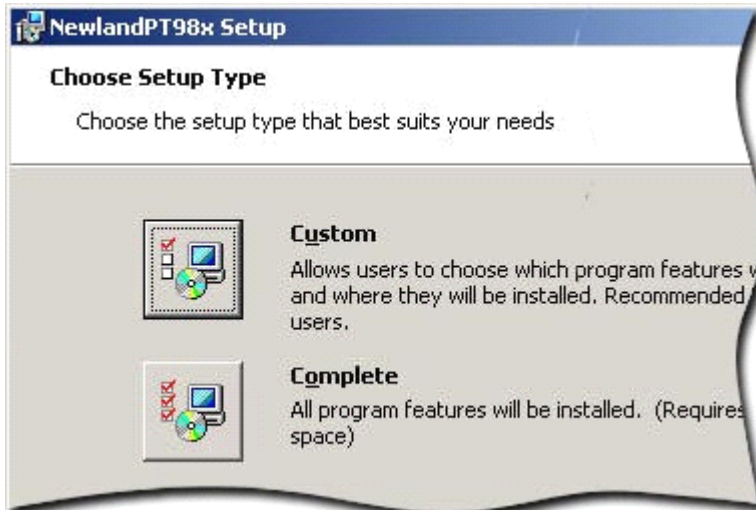 NewlandPT98x Setup
Choose Setup Type
Choose the setup type that best suits your needs
Custom
Allows users to choose which program features
and where they will be installed. Recommended
users.
Complete
All program features will be installed. (Requires
space)